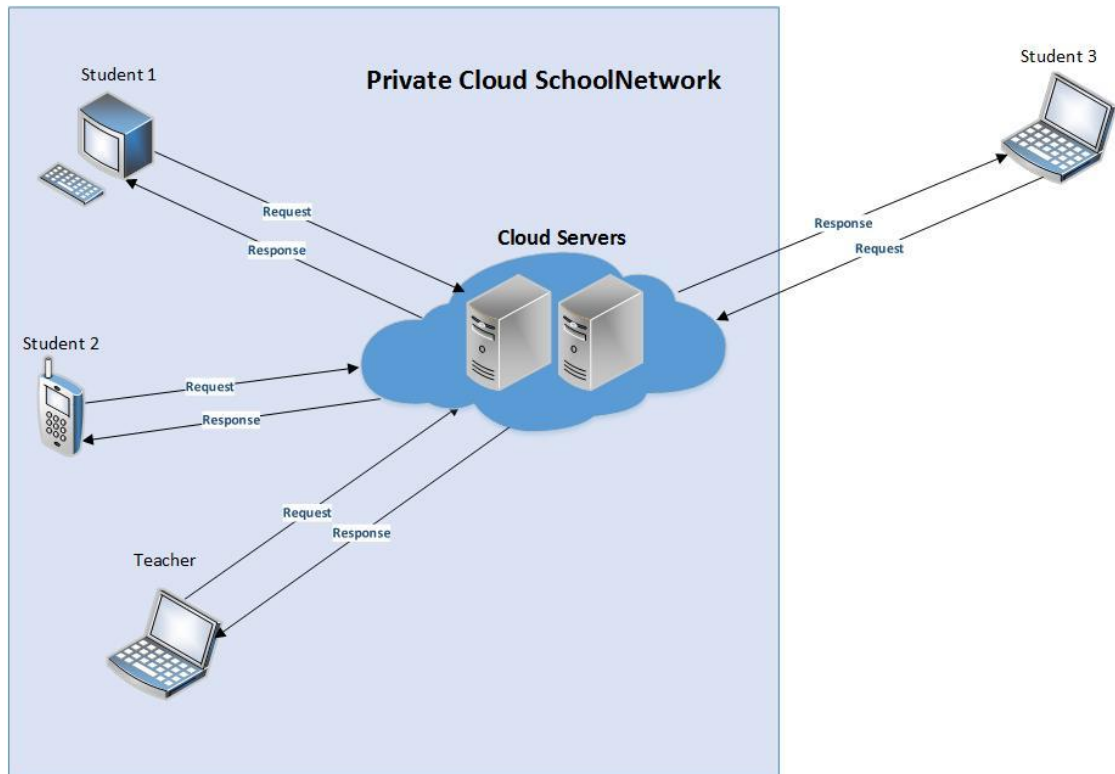 Student 1
Private Cloud SchoolNetwork
Student 3
Request
Response
Cloud Servers
Response
Request
Student 2
Request
Response
Request
Response
Teacher